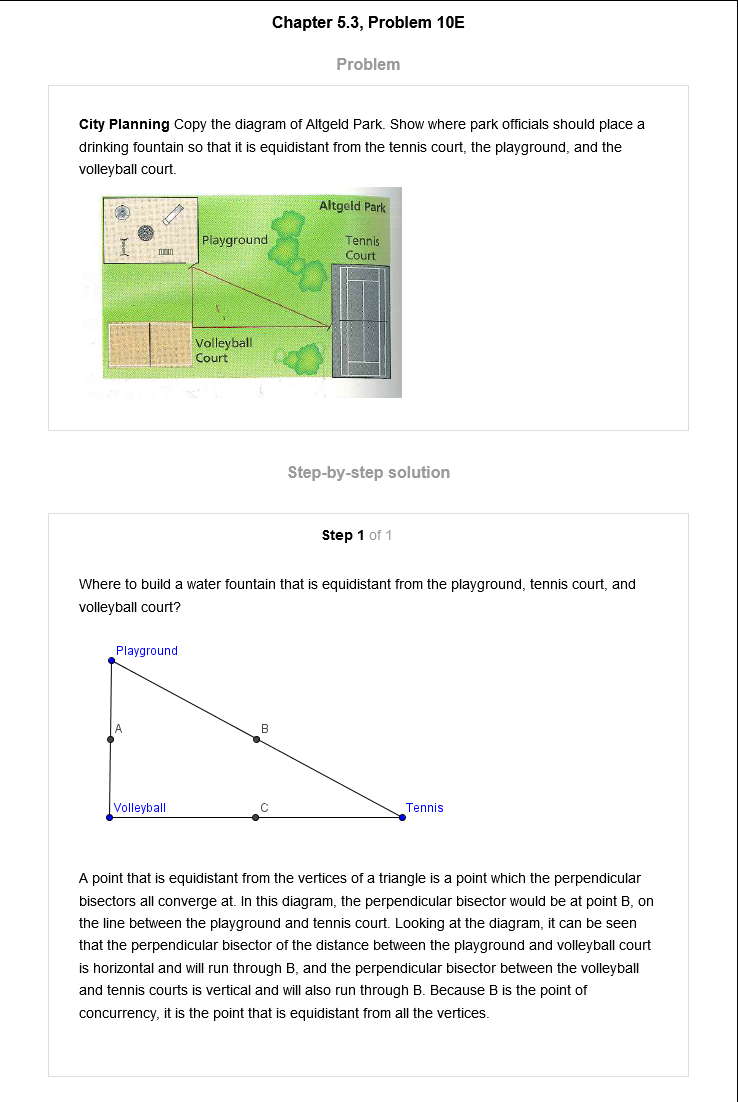 Chapter 5.3, Problem 10E
Problem
City Planning Copy the diagram of Altgeld Park. Show where park officials should place a
drinking fountain so that it is equidistant from the tennis court, the playground, and the
volleyball court.
Altgeld Park
Playground
Tennis
Court
Volleyball
Court
Step-by-step solution
Step 1 of 1
Where to build a water fountain that is equidistant from the playground, tennis court, and
volleyball court?
Playground
A
B
Volleyball
C
Tennis
A point that is equidistant from the vertices of a triangle is a point which the perpendicular
bisectors all converge at. In this diagram, the perpendicular bisector would be at point B, on
the line between the playground and tennis court. Looking at the diagram, it can be seen
that the perpendicular bisector of the distance between the playground and volleyball court
is horizontal and will run through B, and the perpendicular bisector between the volleyball
and tennis courts is vertical and will also run through B. Because B is the point of
concurrency, it is the point that is equidistant from all the vertices.